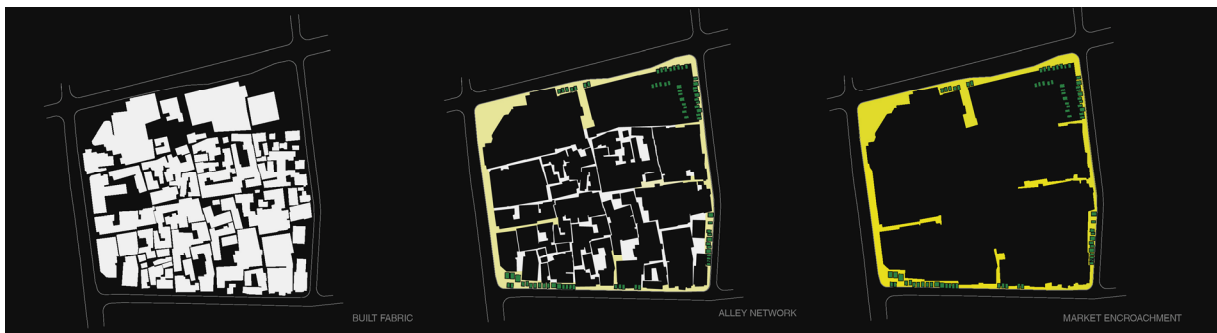 BUILT FABRIC
ALLEY NETWORK
MARKET ENCROACHMENT